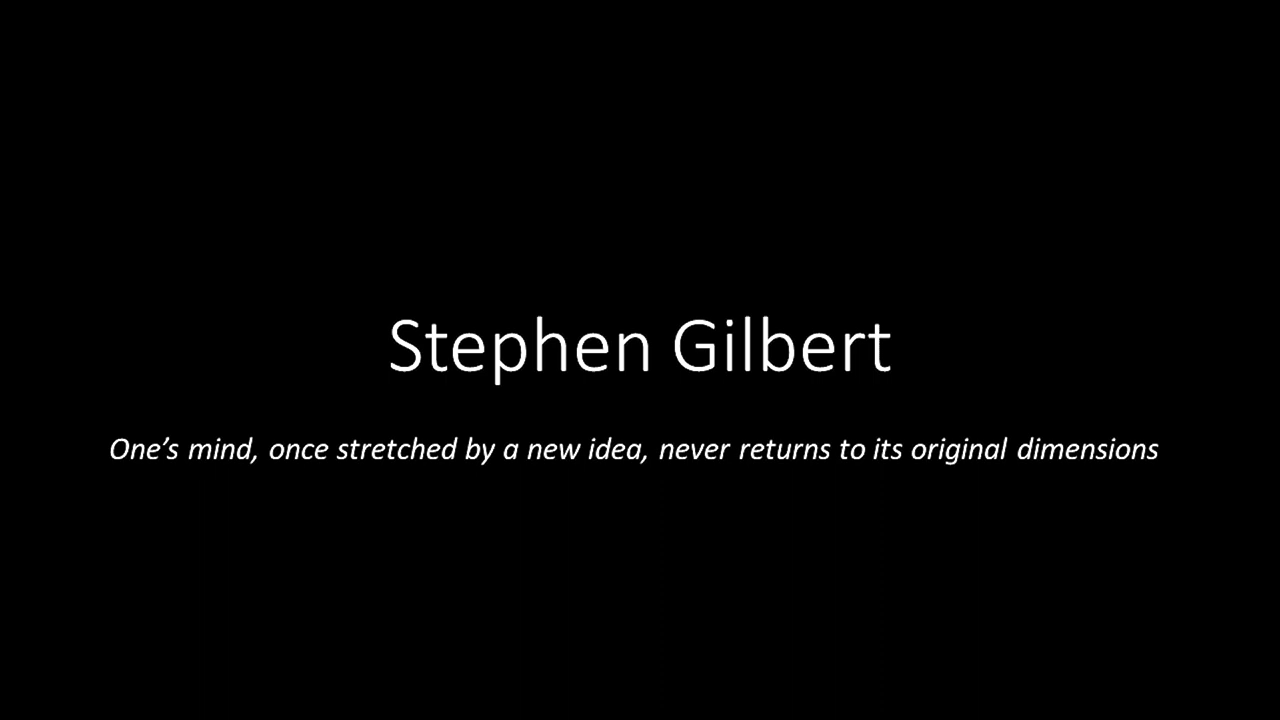 Stephen Gilbert
One’s mind, once stretched by a new idea, never returns to its original dimensions